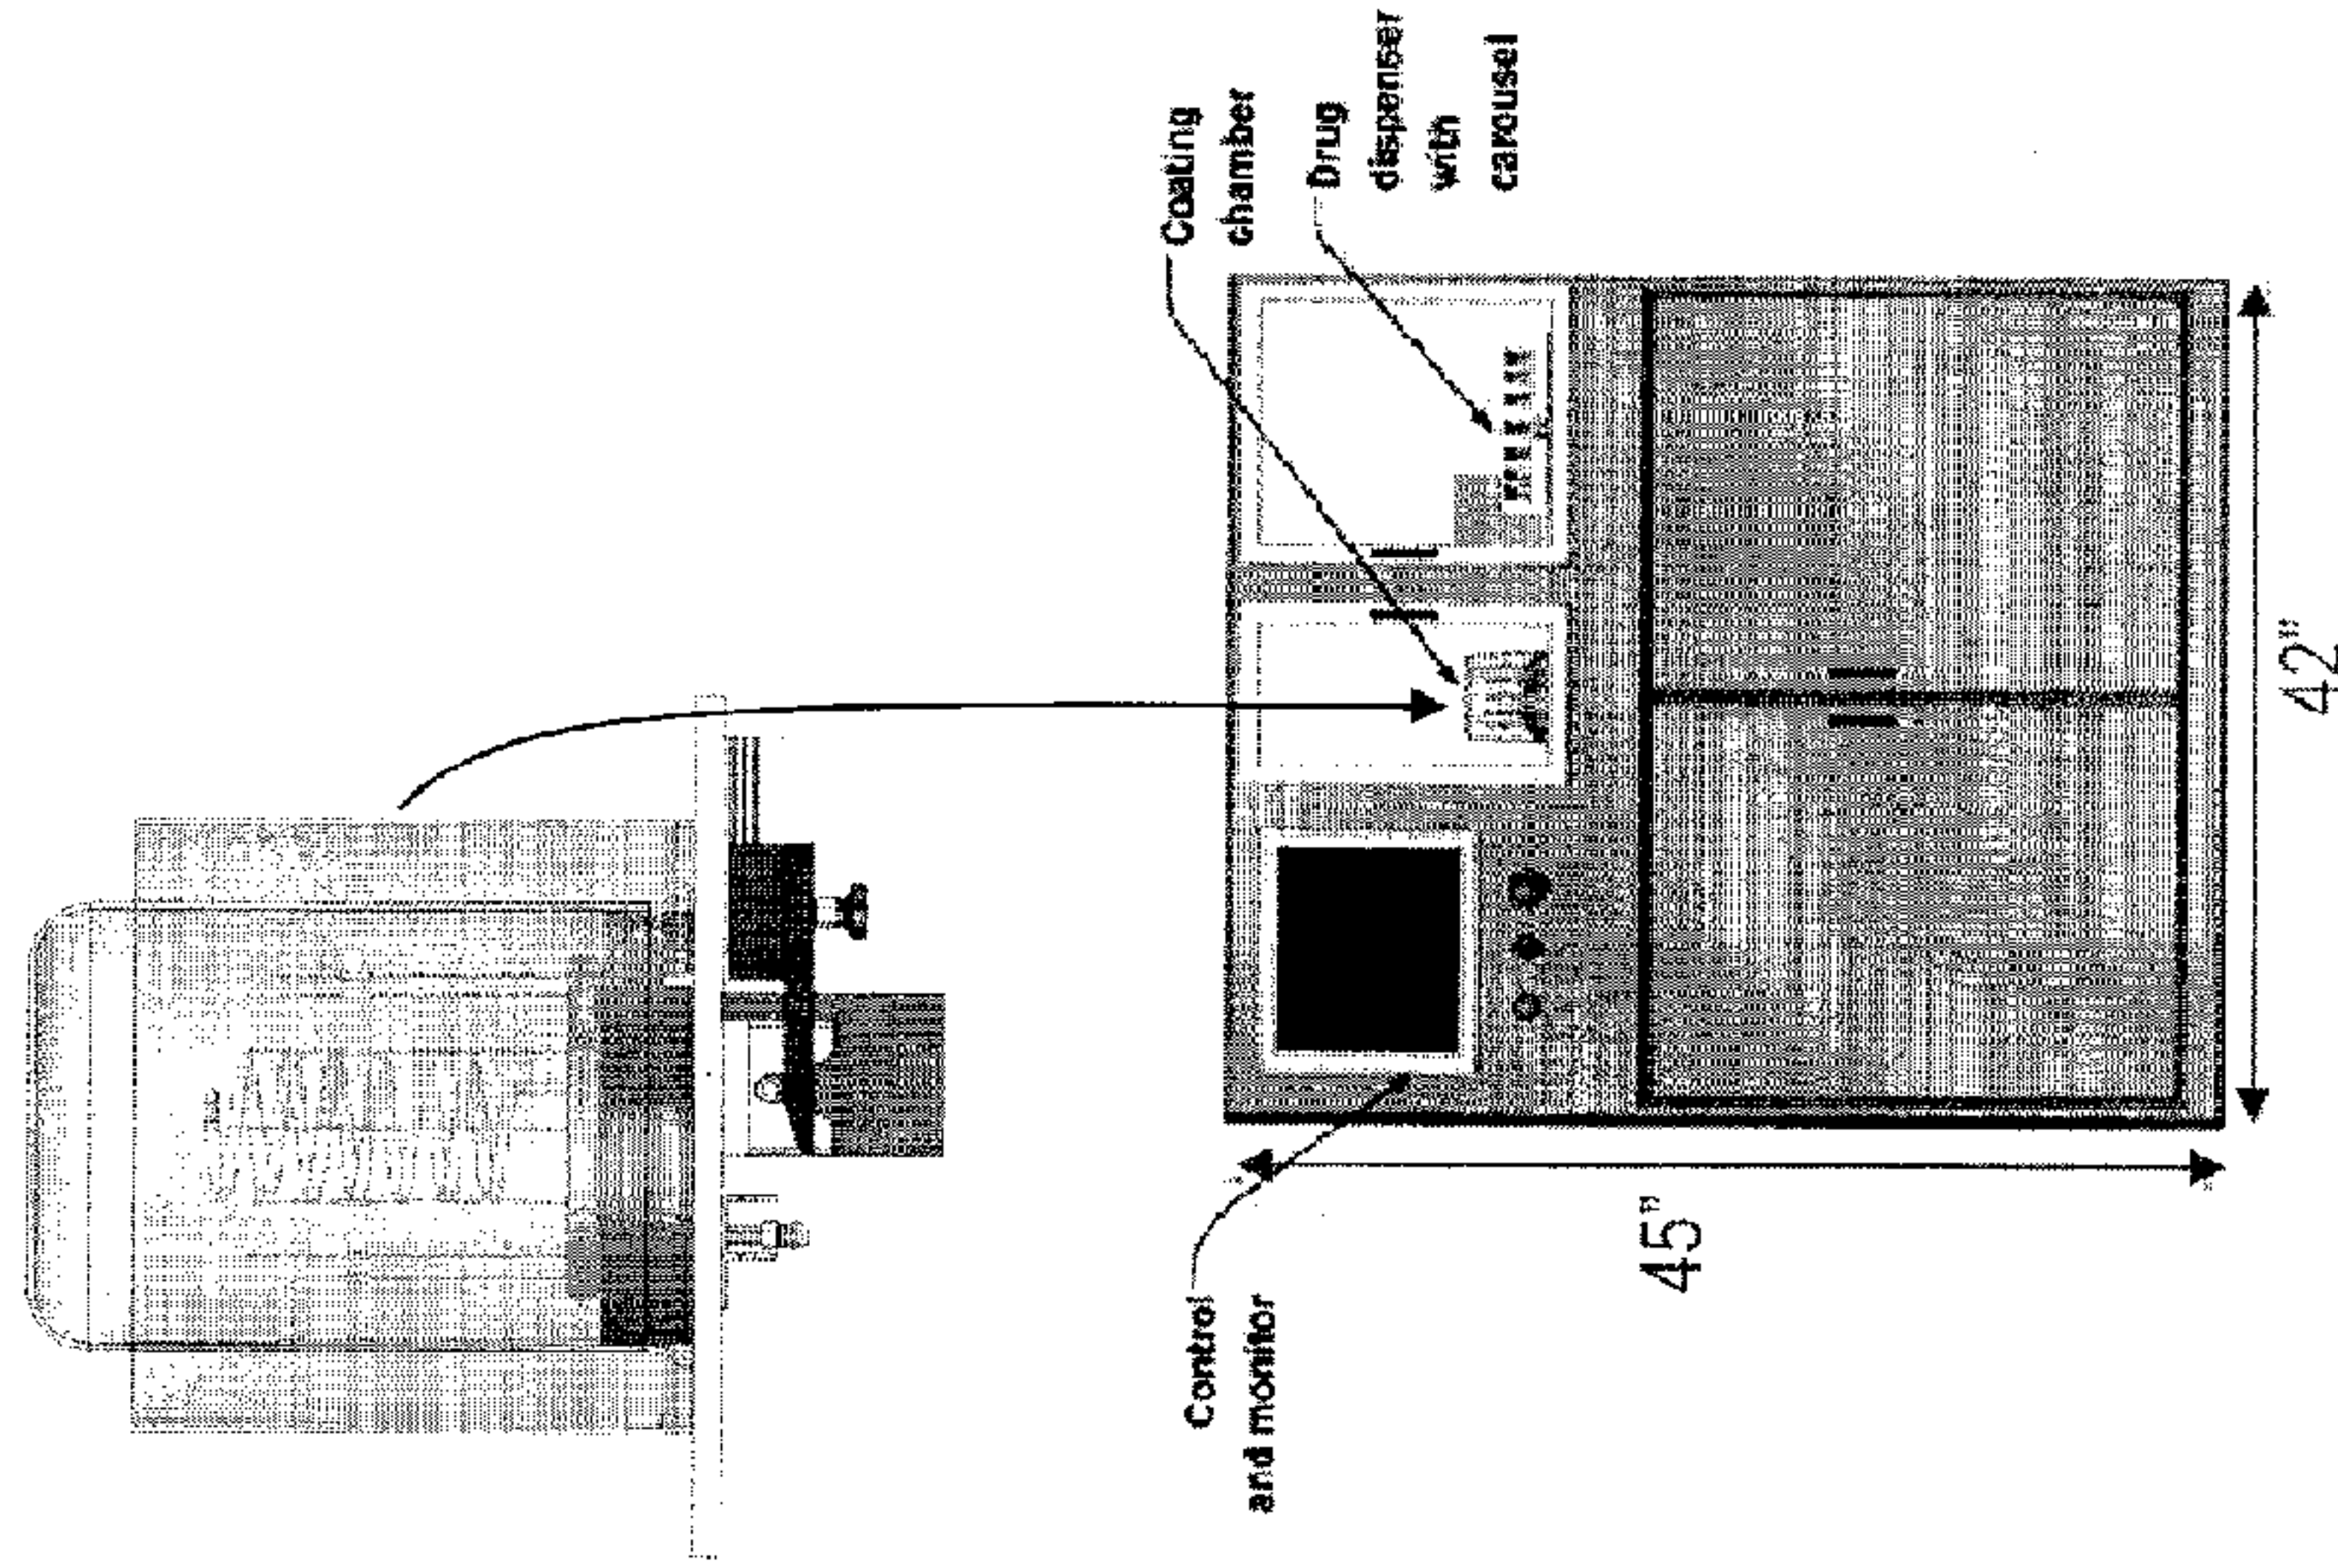 Coating
chamber
Drug
dispenser
with
carousel
Control
and monitor
45"
42"